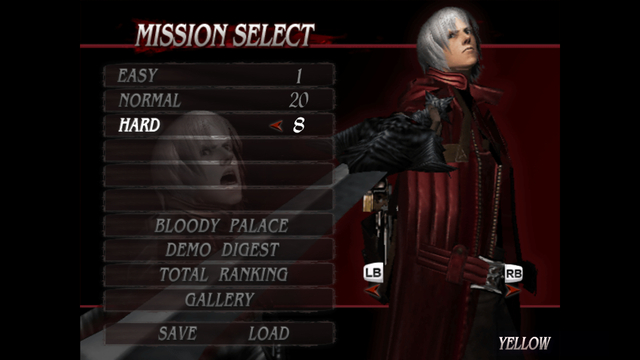 MISSION SELECT
EASY 1
NORMAL 20
HARD 8
BLOODY PALACE
DEMO DIGEST
TOTAL RANKING
GALLERY
LB RB
SAVE LOAD
YELLOW